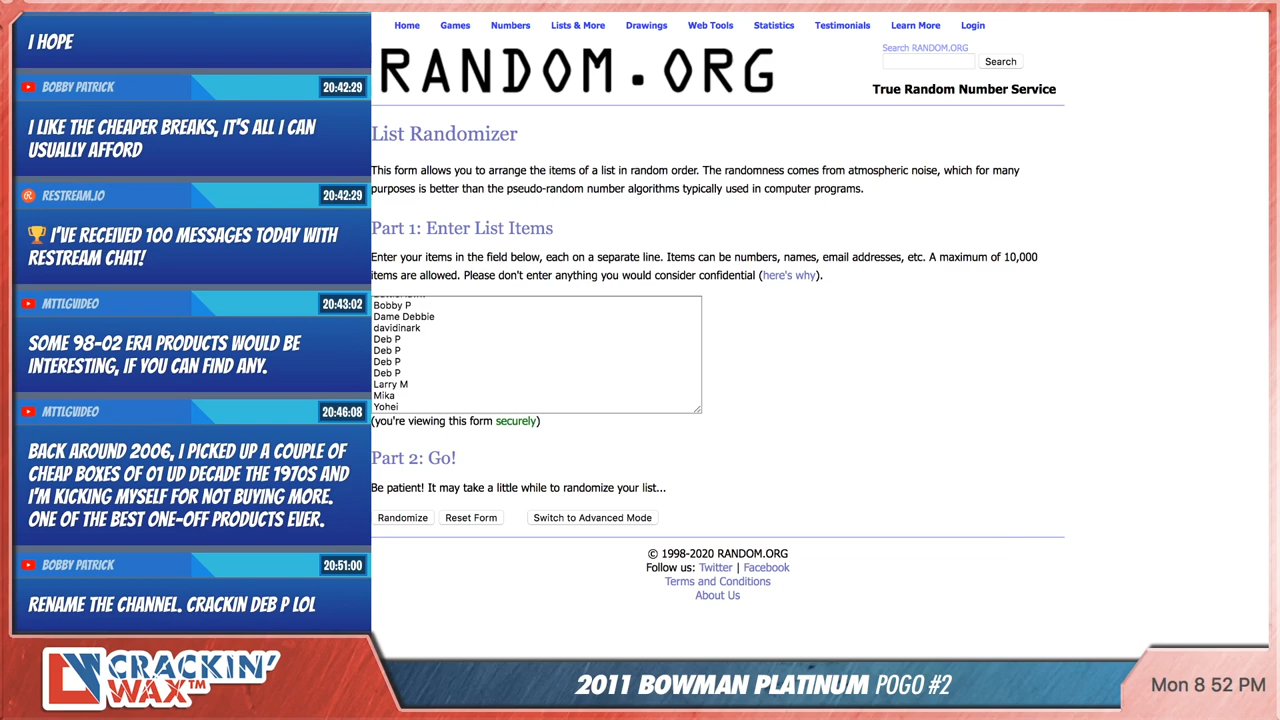 I HOPE
BOBBY PATRICK
20:42:29
I LIKE THE CHEAPER BREAKS, IT'S ALL I CAN
USUALLY AFFORD
RESTREAM.IO
20:42:29
🏆 I'VE RECEIVED 100 MESSAGES TODAY WITH
RESTREAM CHAT!
MTTLGVIDEO
20:43:02
SOME 98-02 ERA PRODUCTS WOULD BE
INTERESTING, IF YOU CAN FIND ANY.
MTTLGVIDEO
20:46:08
BACK AROUND 2006, I PICKED UP A COUPLE OF
CHEAP BOXES OF 01 UD DECADE THE 1970S AND
I'M KICKING MYSELF FOR NOT BUYING MORE.
ONE OF THE BEST ONE-OFF PRODUCTS EVER.
BOBBY PATRICK
20:51:00
RENAME THE CHANNEL. CRACKIN DEB P LOL
Home Games Numbers Lists & More Drawings Web Tools Statistics Testimonials Learn More Login
RANDOM.ORG
Search RANDOM.ORG
Search
True Random Number Service
List Randomizer
This form allows you to arrange the items of a list in random order. The randomness comes from atmospheric noise, which for many
purposes is better than the pseudo-random number algorithms typically used in computer programs.
Part 1: Enter List Items
Enter your items in the field below, each on a separate line. Items can be numbers, names, email addresses, etc. A maximum of 10,000
items are allowed. Please don't enter anything you would consider confidential (here's why).
Bobby P
Dame Debbie
davidinark
Deb P
Deb P
Deb P
Deb P
Larry M
Mika
Yohei
(you're viewing this form securely)
Part 2: Go!
Be patient! It may take a little while to randomize your list...
Randomize Reset Form Switch to Advanced Mode
© 1998-2020 RANDOM.ORG
Follow us: Twitter | Facebook
Terms and Conditions
About Us
CRACKIN'
WAX™
2011 BOWMAN PLATINUM POGO #2
Mon 8 52 PM